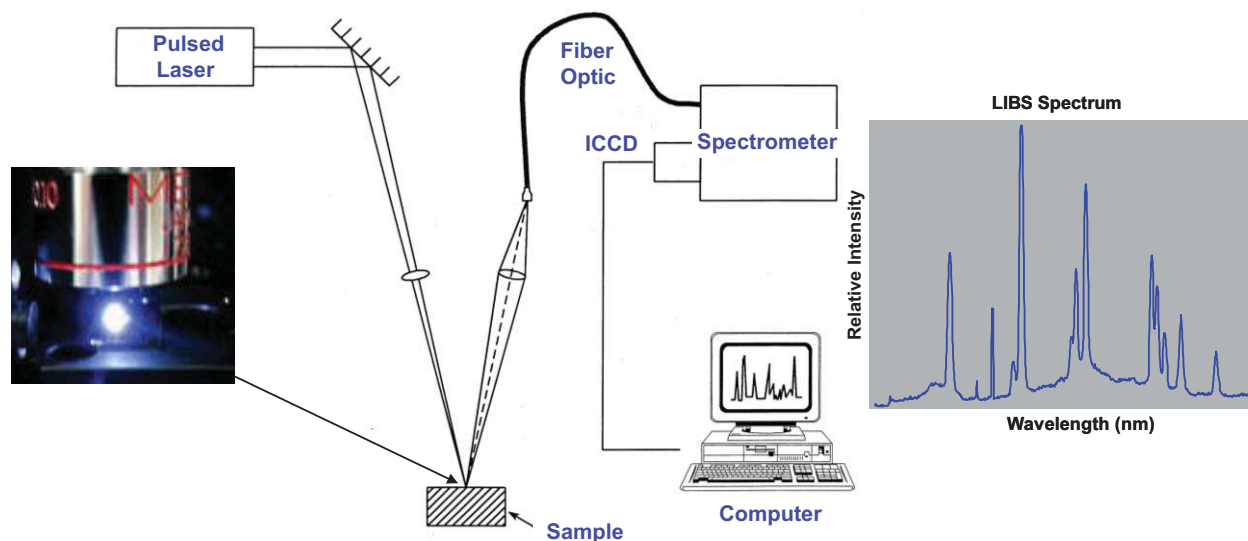 Pulsed
Laser
Fiber
Optic
ICCD
Spectrometer
LIBS Spectrum
Relative Intensity
Wavelength (nm)
Computer
Sample